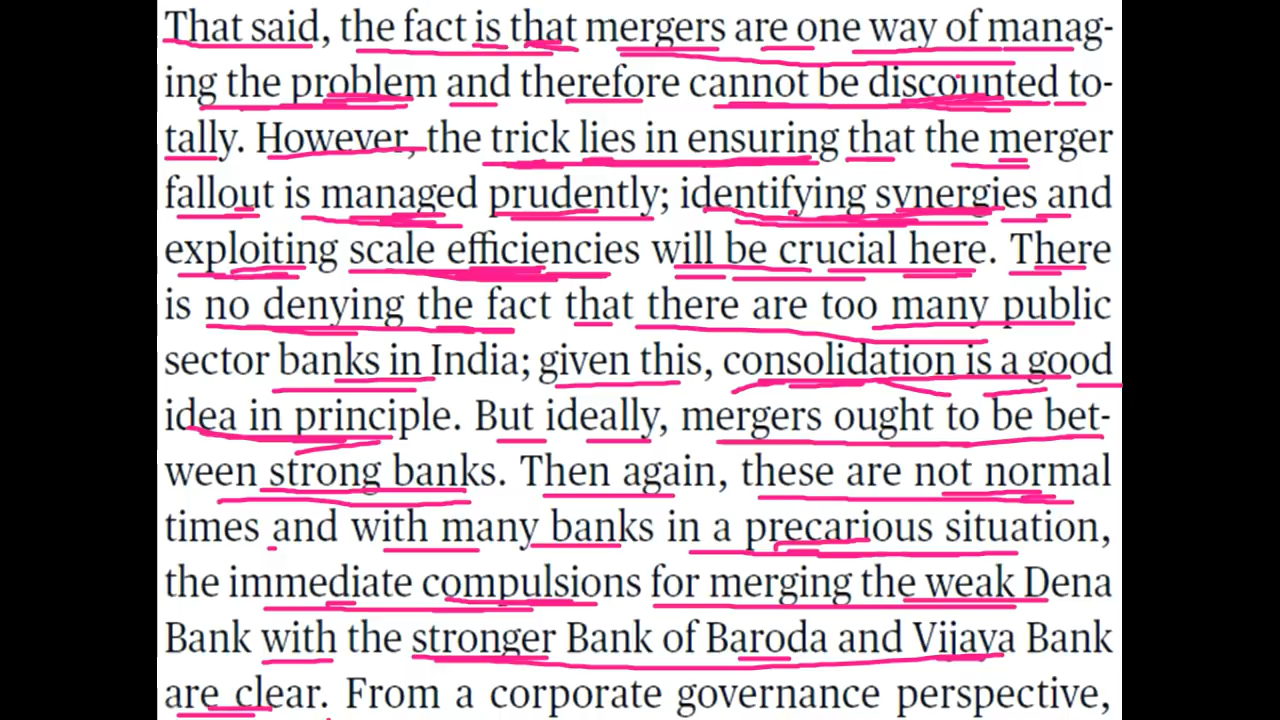 That said, the fact is that mergers are one way of manag-
ing the problem and therefore cannot be discounted to-
tally. However, the trick lies in ensuring that the merger
fallout is managed prudently; identifying synergies and
exploiting scale efficiencies will be crucial here. There
is no denying the fact that there are too many public
sector banks in India; given this, consolidation is a good
idea in principle. But ideally, mergers ought to be bet-
ween strong banks. Then again, these are not normal
times and with many banks in a precarious situation,
the immediate compulsions for merging the weak Dena
Bank with the stronger Bank of Baroda and Vijaya Bank
are clear. From a corporate governance perspective,